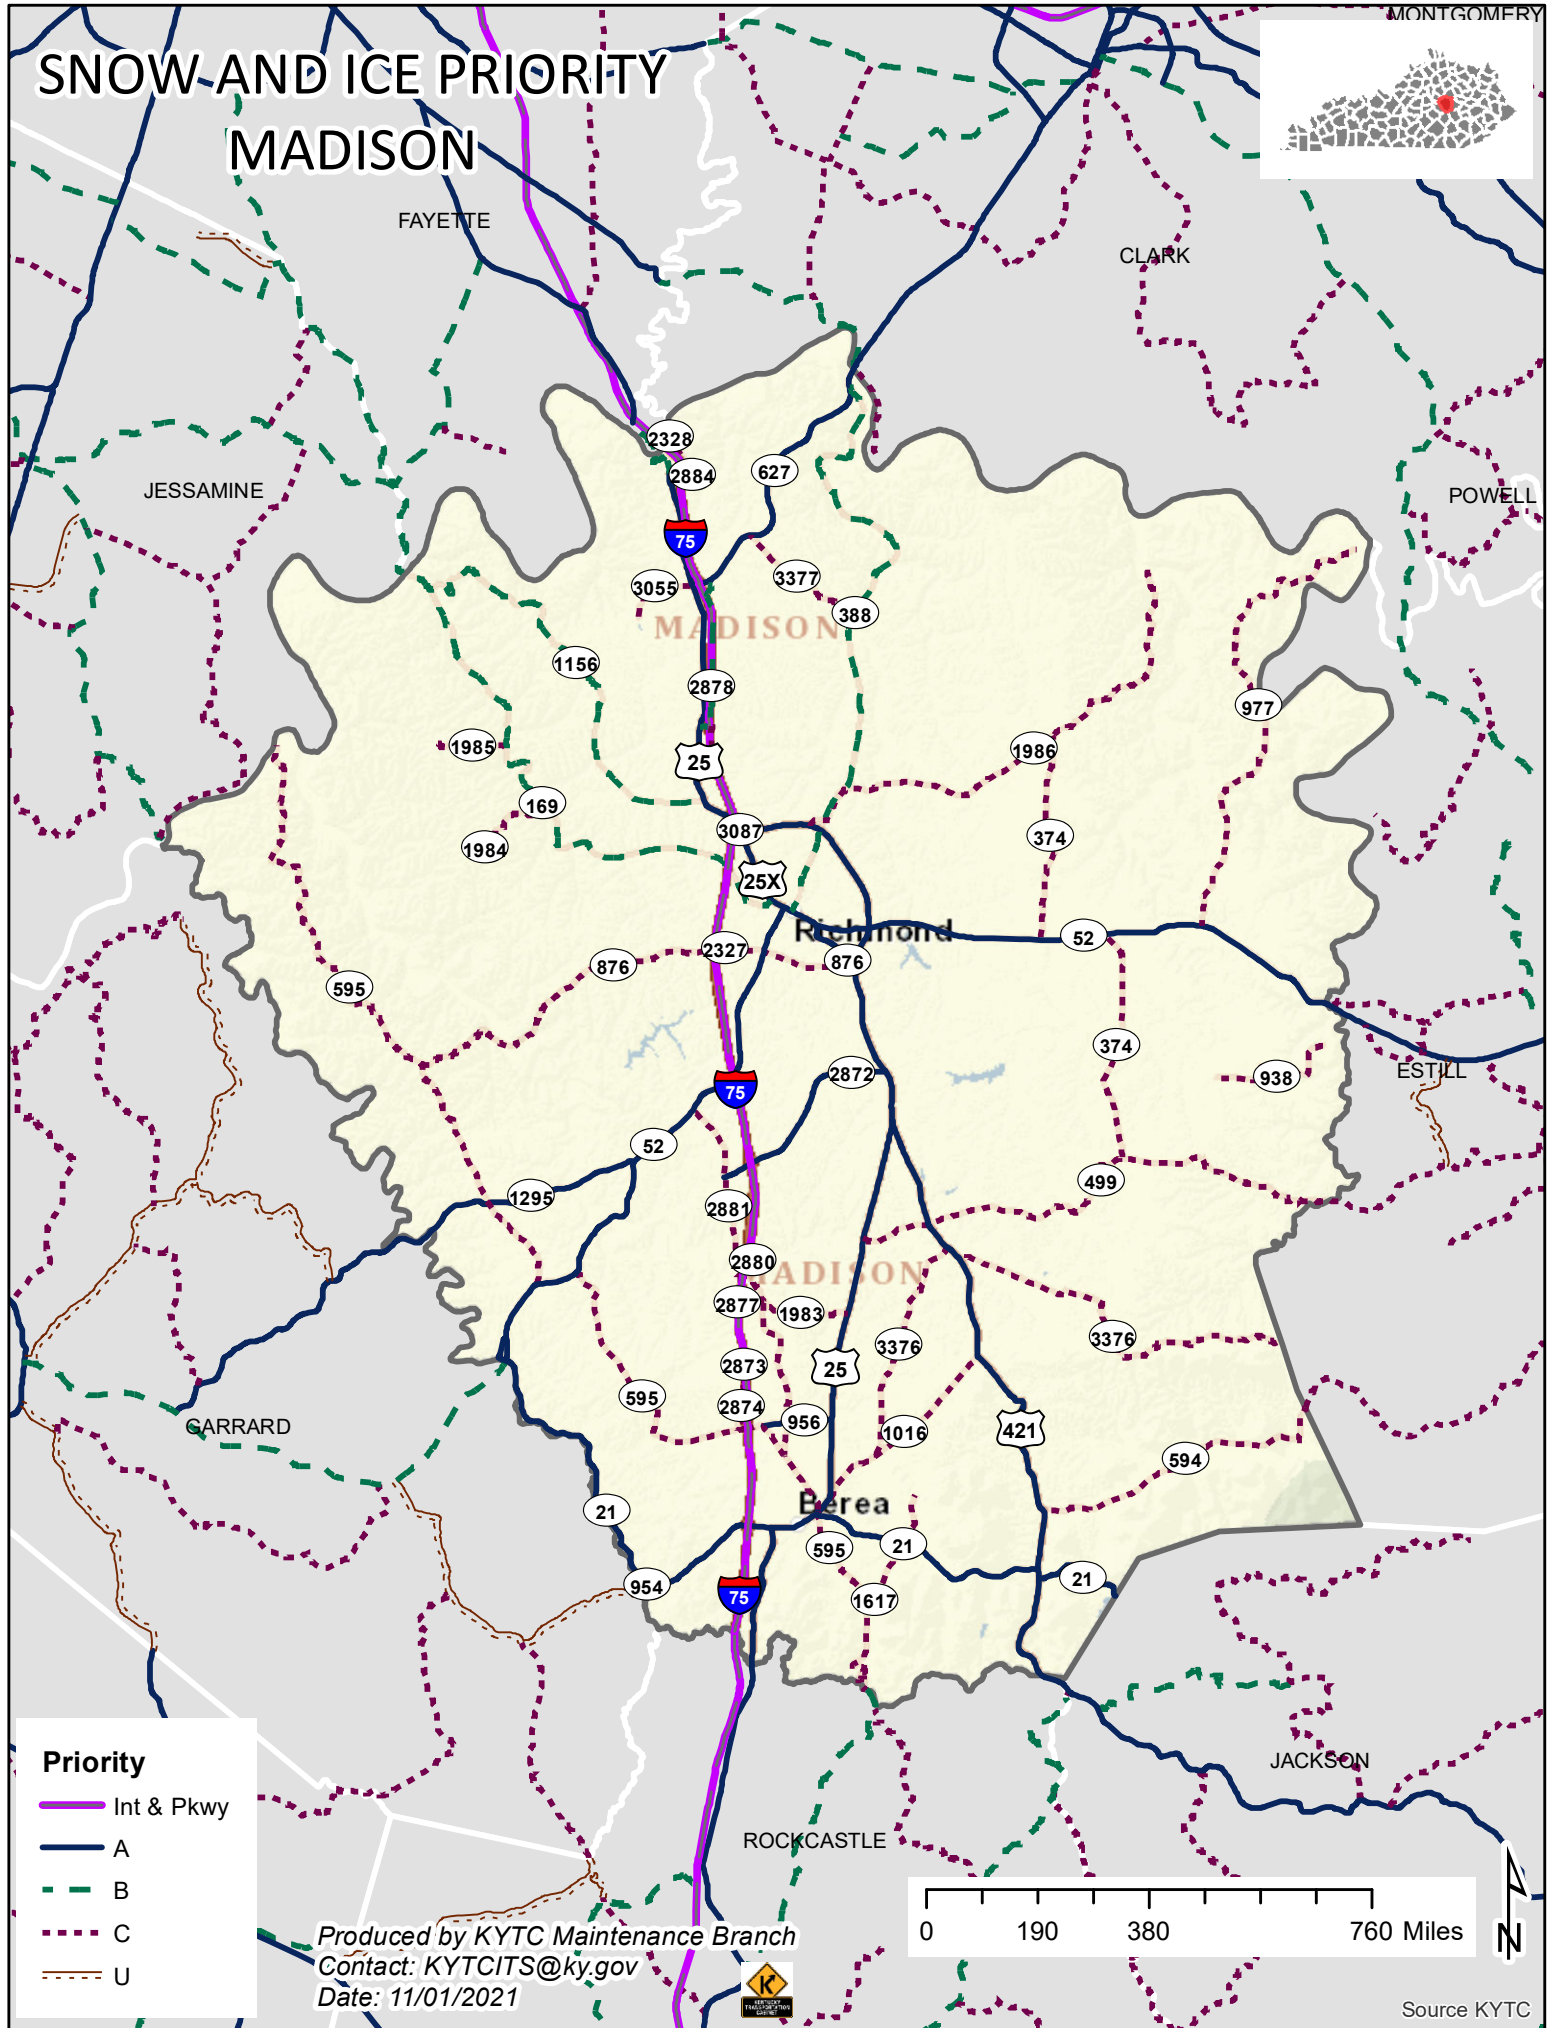 MONTGOMERY
SNOW AND ICE PRIORITY
MADISON
FAYETTE
CLARK
2328
2884
627
JESSAMINE
POWELL
75
3055
3377
388
MADISON
1156
2878
977
1985
25
1986
169
3087
374
1984
25X
Richmond
52
2327
876
876
595
374
2872
938
ESTILL
75
52
499
1295
2881
2880
MADISON
2877
1983
3376
3376
2873
25
595
2874
956
1016
421
GARRARD
594
Berea
21
595
21
954
75
1617
21
JACKSON
ROCKCASTLE
Priority
Int & Pkwy
A
B
C
U
0 190 380 760 Miles
N
Produced by KYTC Maintenance Branch
Contact: KYTCITS@ky.gov
Date: 11/01/2021
K
KENTUCKY
TRANSPORTATION
CABINET
Source KYTC